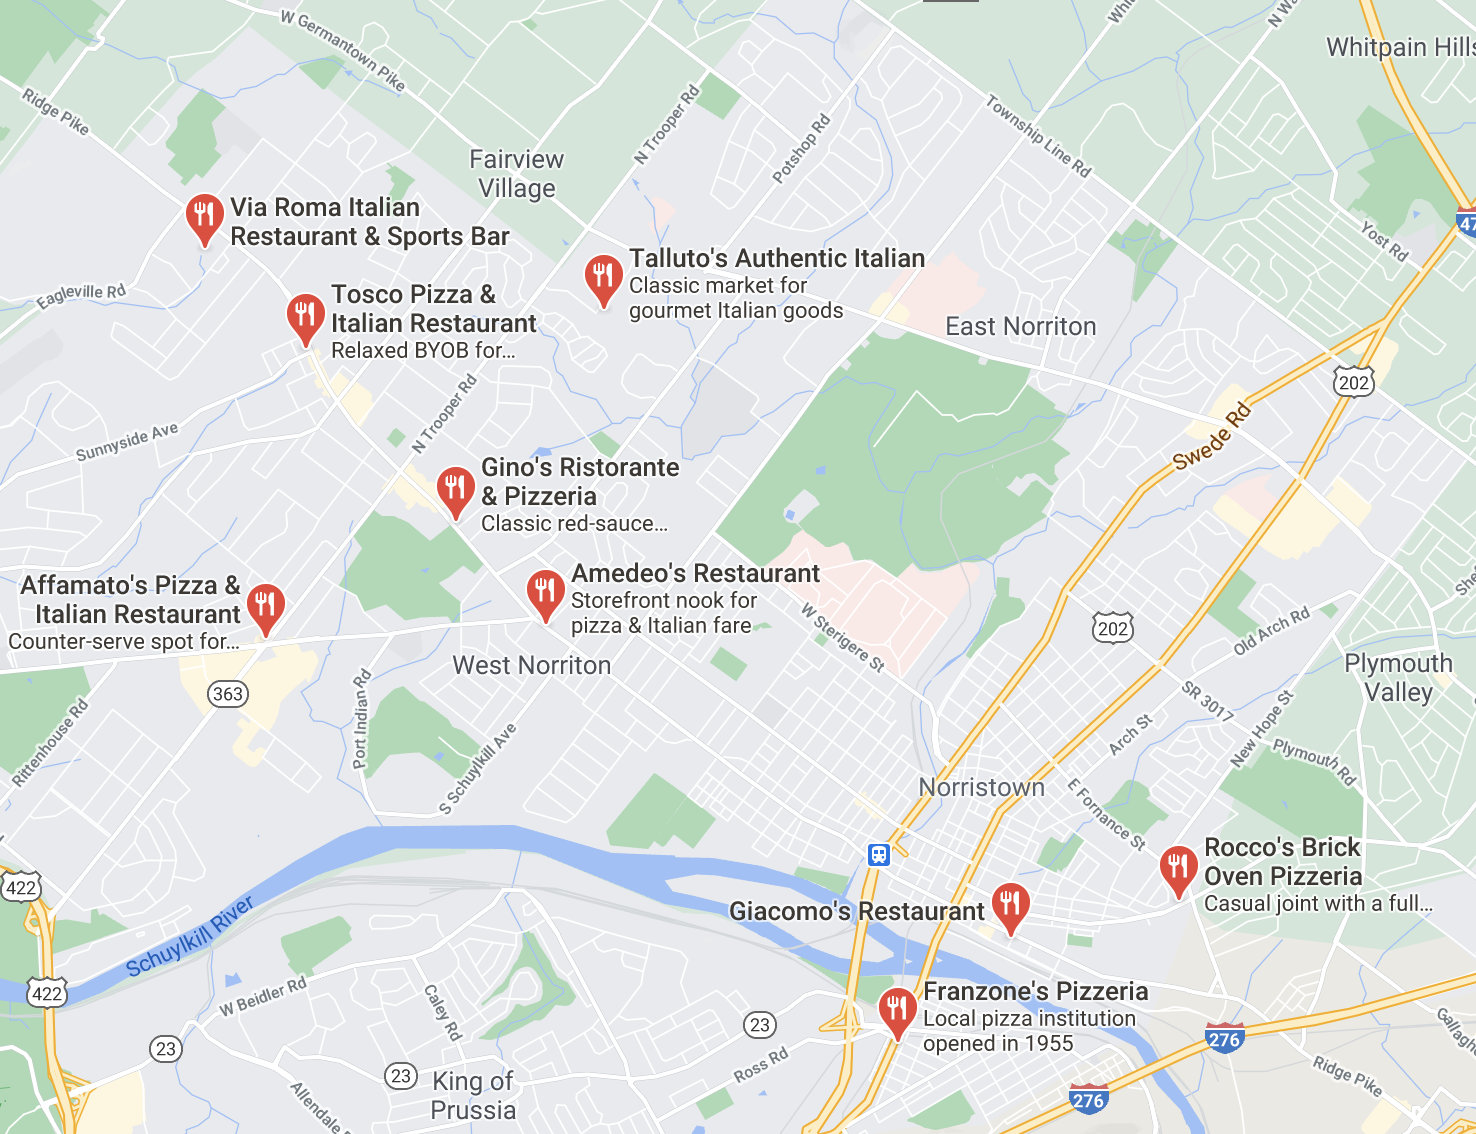 W Germantown Pike
Whitpain Hills
Ridge Pike
N Trooper Rd
Potshop Rd
Township Line Rd
Fairview
Village
Via Roma Italian
Restaurant & Sports Bar
Yost Rd
Talluto's Authentic Italian
Classic market for
gourmet Italian goods
Eagleville Rd
Tosco Pizza &
Italian Restaurant
Relaxed BYOB for...
East Norriton
202
N Trooper Rd
Sunnyside Ave
Swede Rd
Gino's Ristorante
& Pizzeria
Classic red-sauce...
Affamato's Pizza &
Italian Restaurant
Counter-serve spot for...
Amedeo's Restaurant
Storefront nook for
pizza & Italian fare
W Sterigere St
202
Old Arch Rd
West Norriton
Plymouth
Valley
363
Port Indian Rd
Rittenhouse Rd
S Schuylkill Ave
SR 3017
New Hope St
Arch St
Plymouth Rd
Norristown
E Fornance St
Rocco's Brick
Oven Pizzeria
Casual joint with a full...
422
Giacomo's Restaurant
Schuylkill River
422
W Beidler Rd
Caley Rd
Franzone's Pizzeria
Local pizza institution
opened in 1955
23
23
23
276
Ross Rd
King of
Prussia
Ridge Pike
276